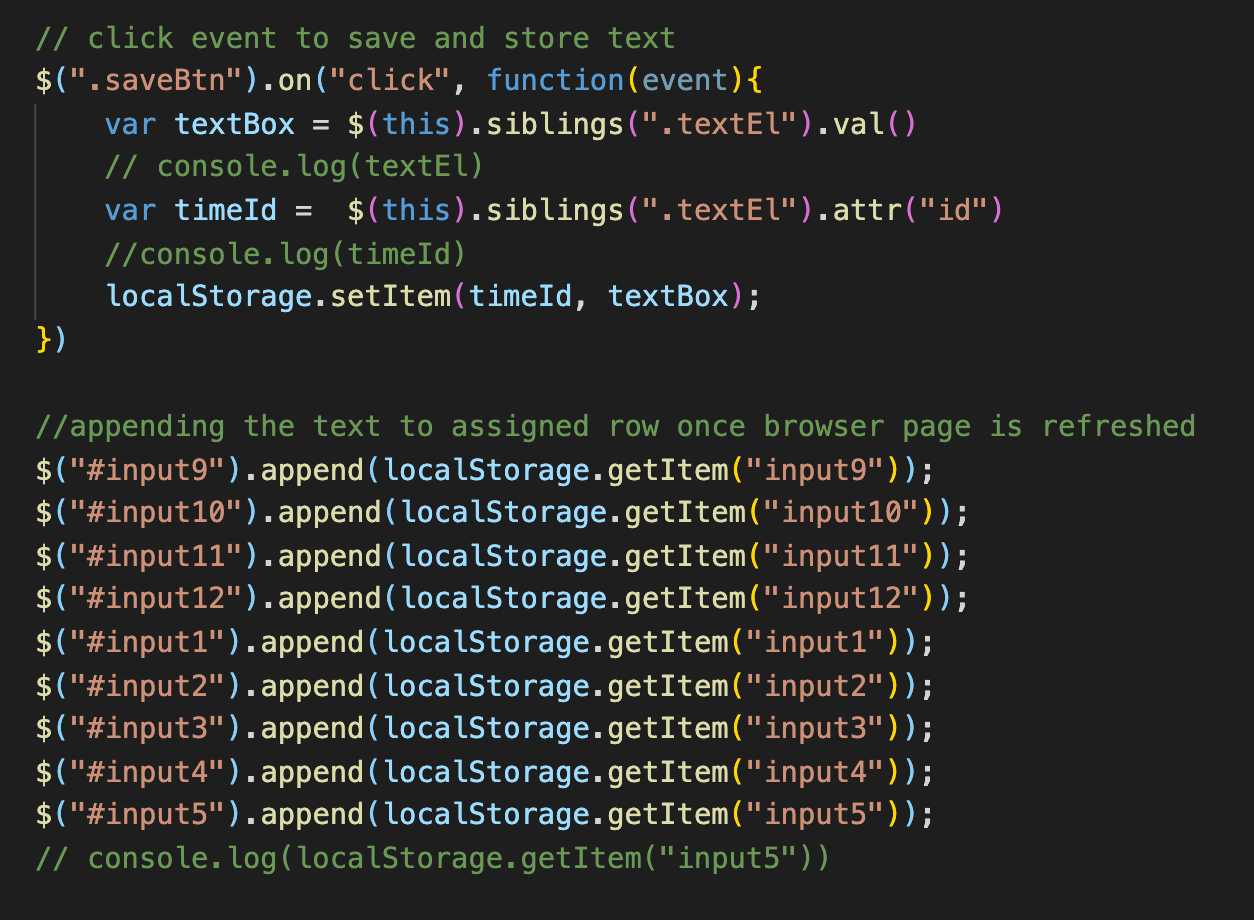 // click event to save and store text
$(".saveBtn").on("click", function(event){
    var textBox = $(this).siblings(".textEl").val()
    // console.log(textEl)
    var timeId =  $(this).siblings(".textEl").attr("id")
    //console.log(timeId)
    localStorage.setItem(timeId, textBox);
})
//appending the text to assigned row once browser page is refreshed
$("#input9").append(localStorage.getItem("input9"));
$("#input10").append(localStorage.getItem("input10"));
$("#input11").append(localStorage.getItem("input11"));
$("#input12").append(localStorage.getItem("input12"));
$("#input1").append(localStorage.getItem("input1"));
$("#input2").append(localStorage.getItem("input2"));
$("#input3").append(localStorage.getItem("input3"));
$("#input4").append(localStorage.getItem("input4"));
$("#input5").append(localStorage.getItem("input5"));
// console.log(localStorage.getItem("input5"))